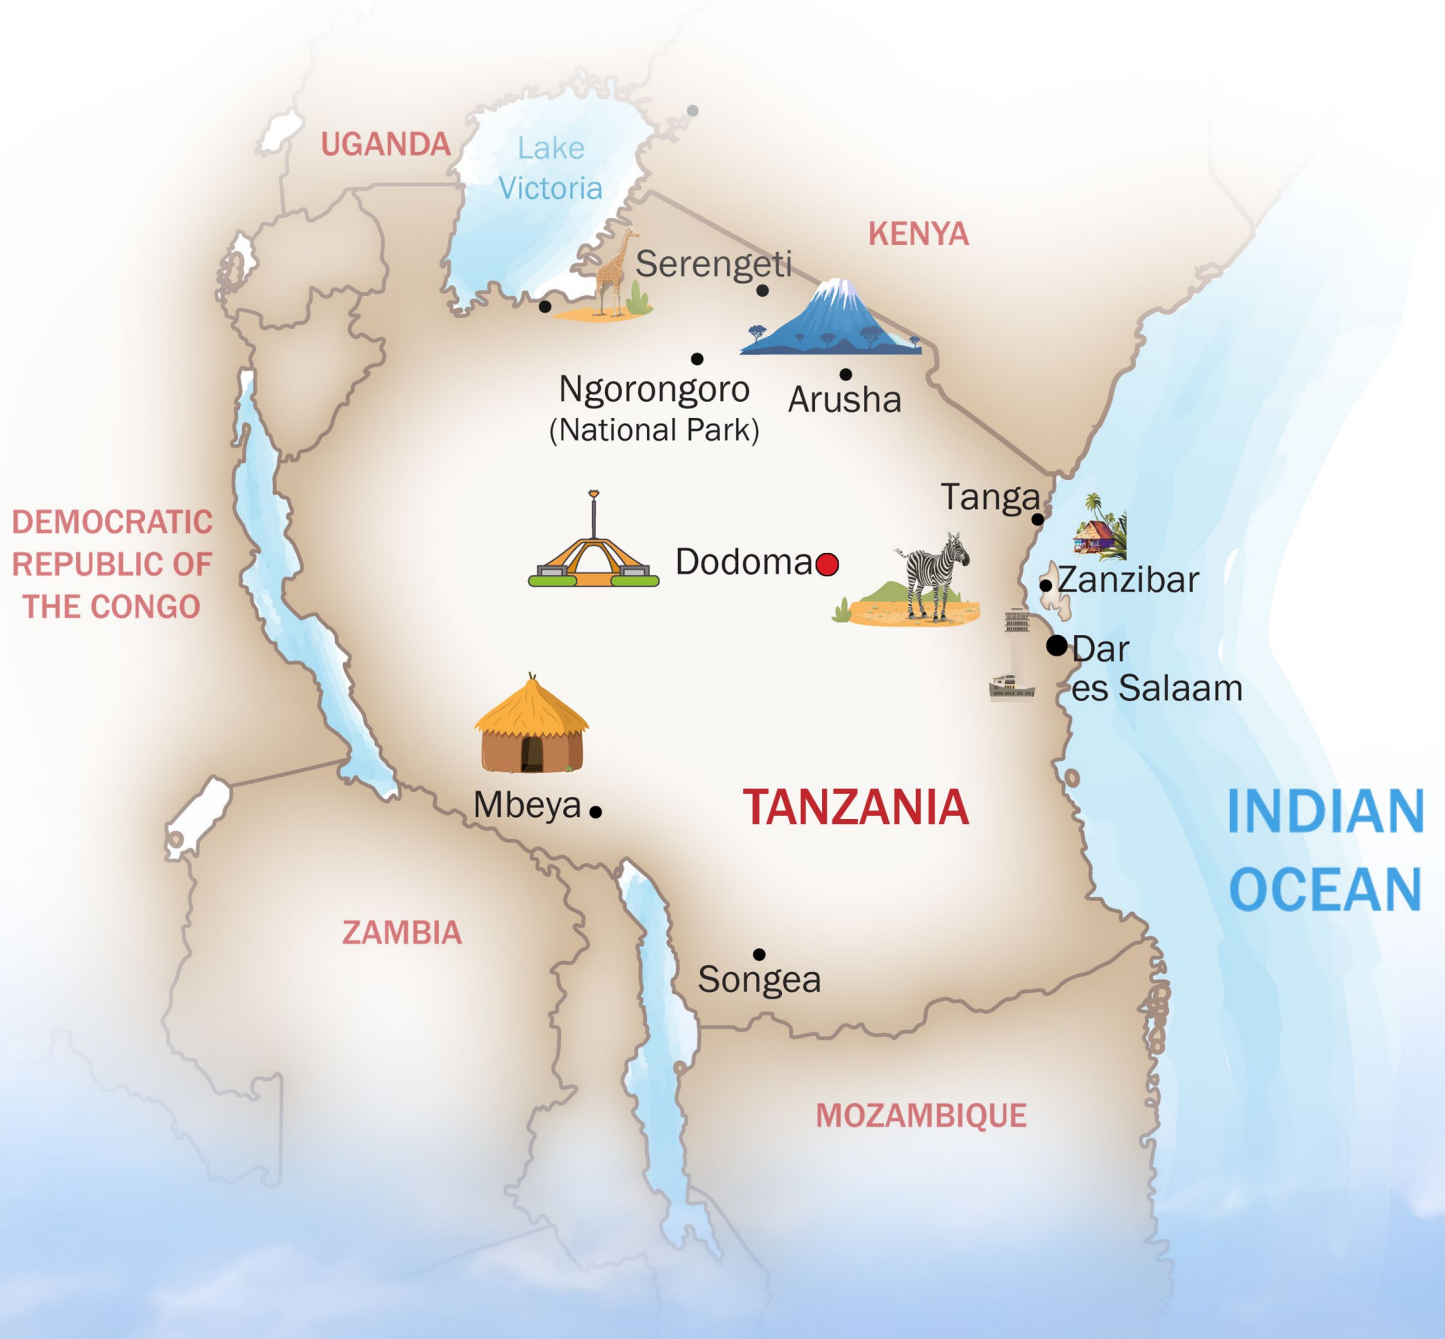 UGANDA
Lake
Victoria
KENYA
Serengeti
Ngorongoro
(National Park)
Arusha
Tanga
DEMOCRATIC
REPUBLIC OF
THE CONGO
Dodoma
Zanzibar
Dar
es Salaam
Mbeya
TANZANIA
INDIAN
OCEAN
ZAMBIA
Songea
MOZAMBIQUE